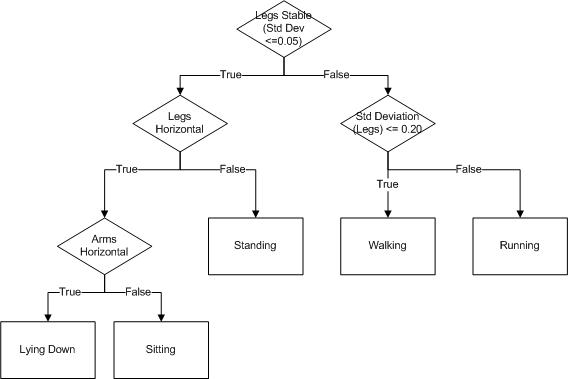 Legs Stable
(Std Dev
<=0.05)
True
False
Legs
Horizontal
Std Deviation
(Legs) <= 0.20
True
False
True
False
Arms
Horizontal
Standing
Walking
Running
True
False
Lying Down
Sitting